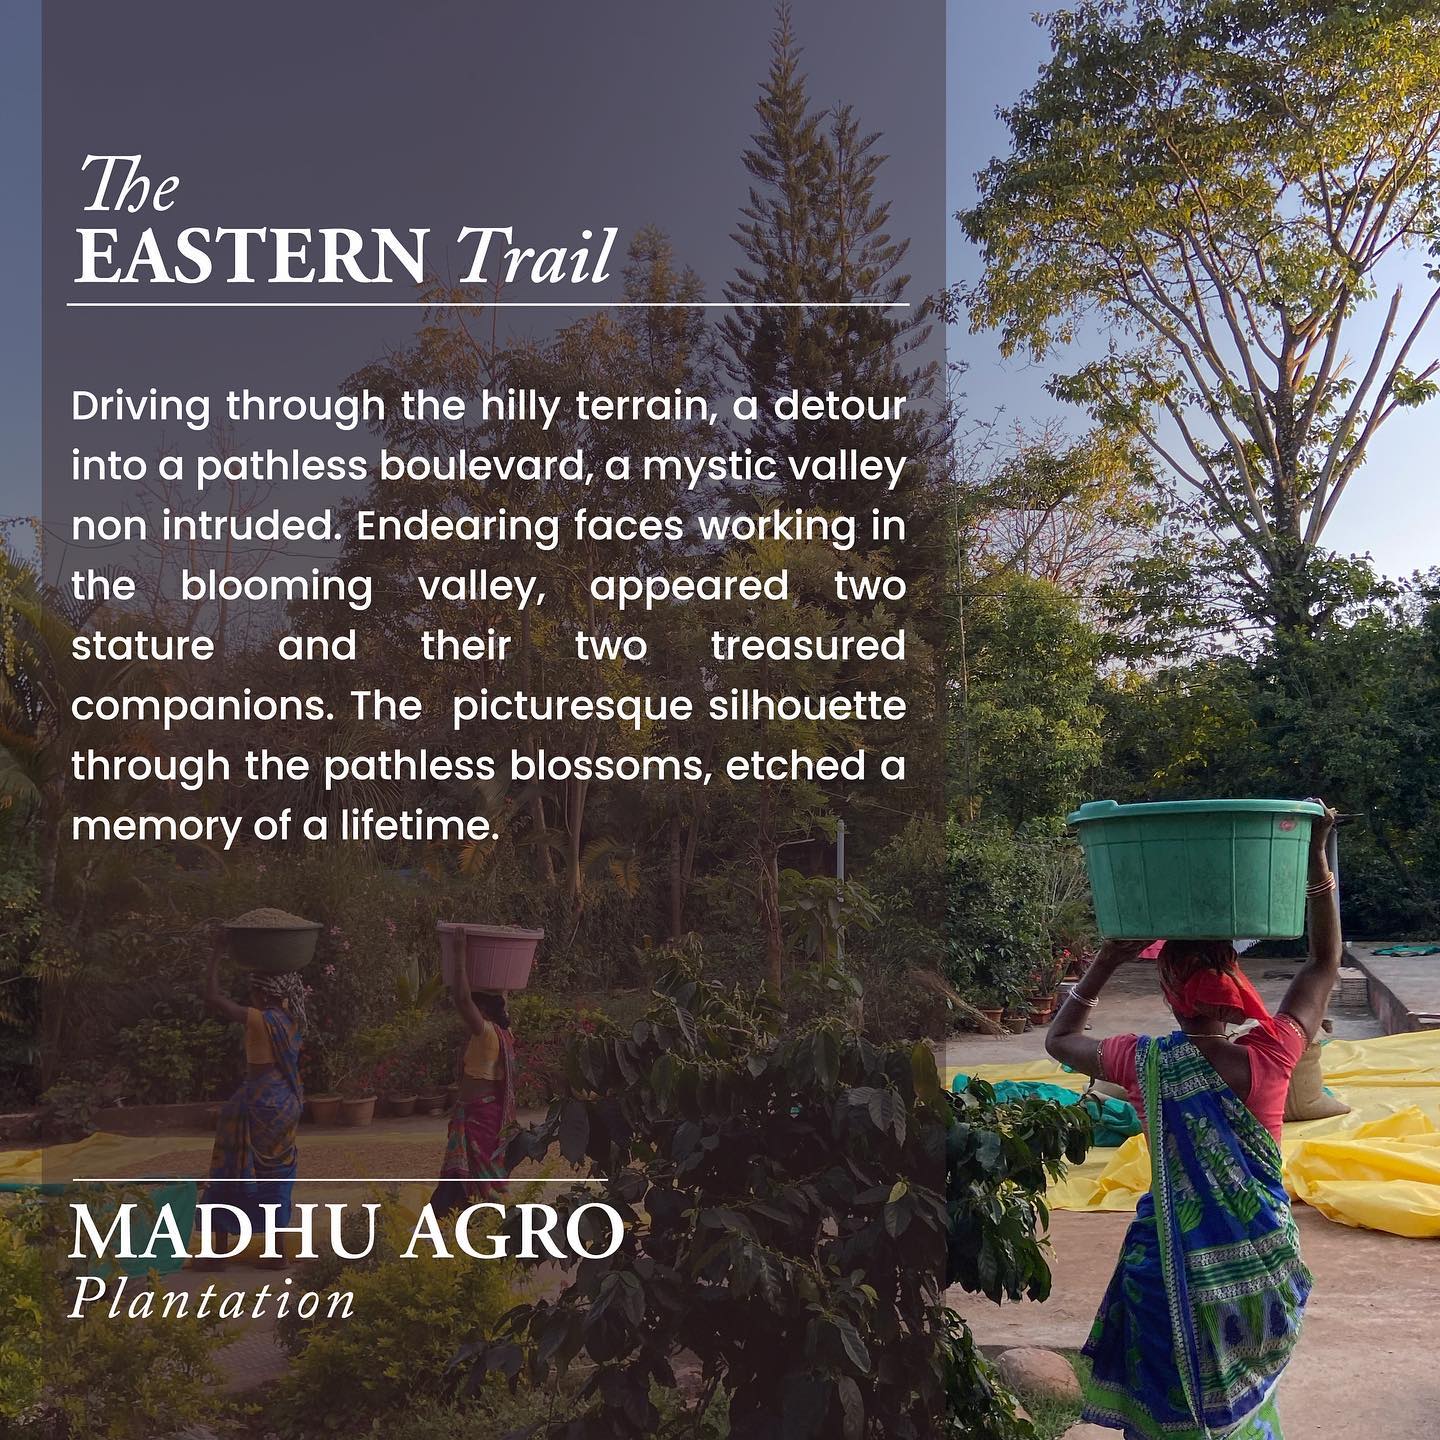 The
EASTERN Trail
Driving through the hilly terrain, a detour
into a pathless boulevard, a mystic valley
non intruded. Endearing faces working in
the blooming valley, appeared two
stature and their two treasured
companions. The picturesque silhouette
through the pathless blossoms, etched a
memory of a lifetime.
MADHU AGRO
Plantation